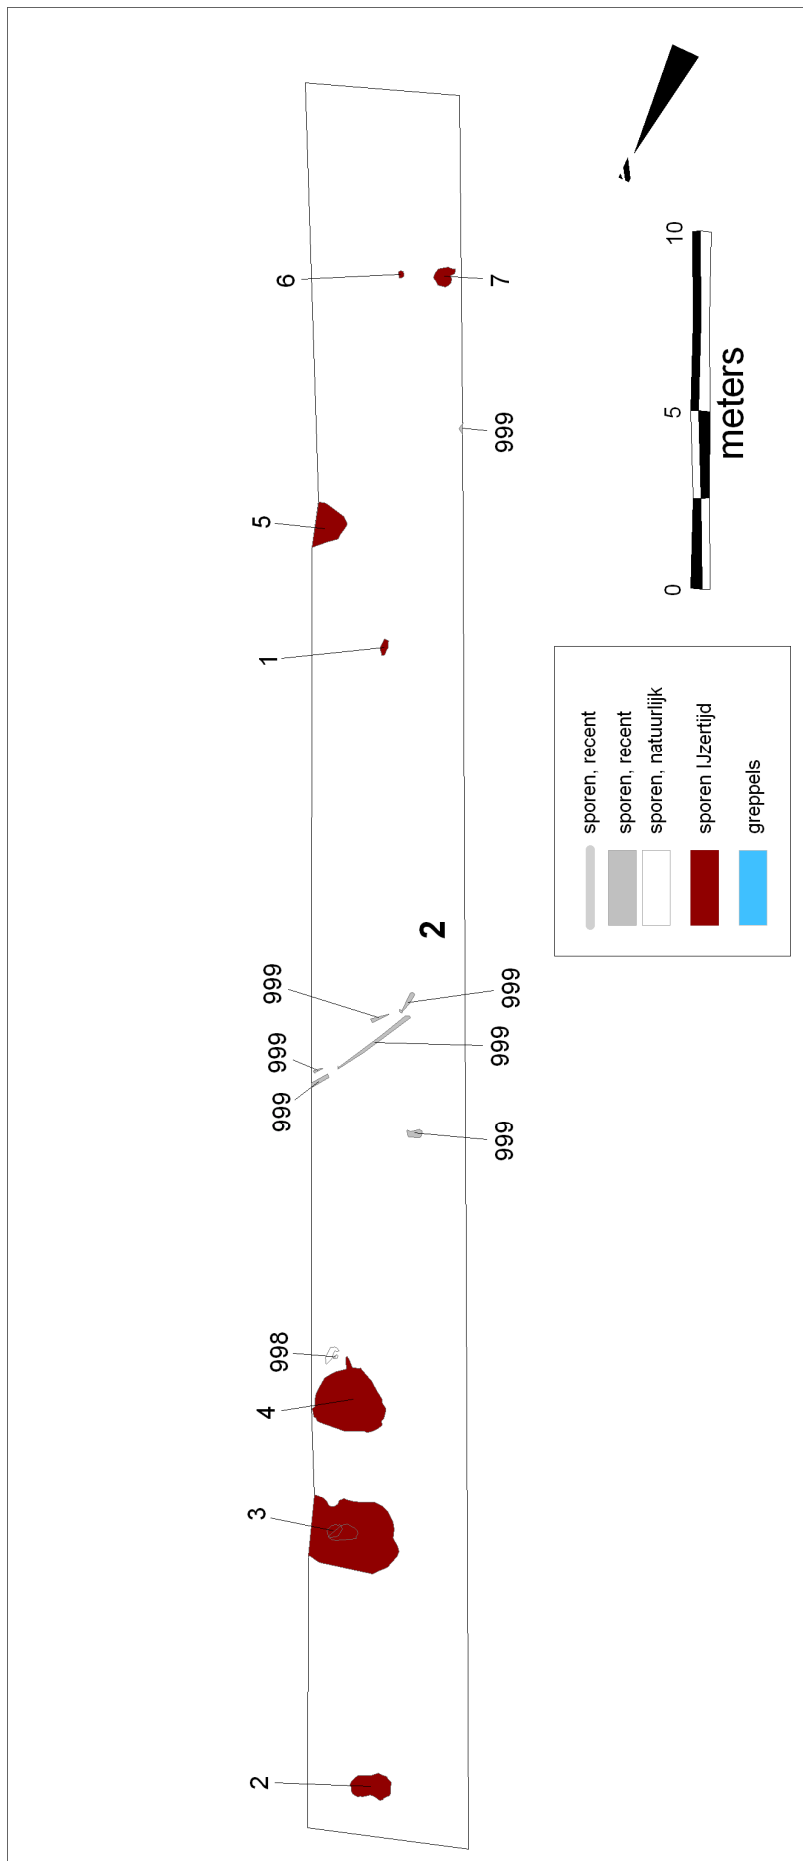 2
3
4
998
999
999
999
1
5
6
2
999
999
999
999
7
sporen, recent
sporen, recent
sporen, natuurlijk
sporen IJzertijd
greppels
0 5 10
meters